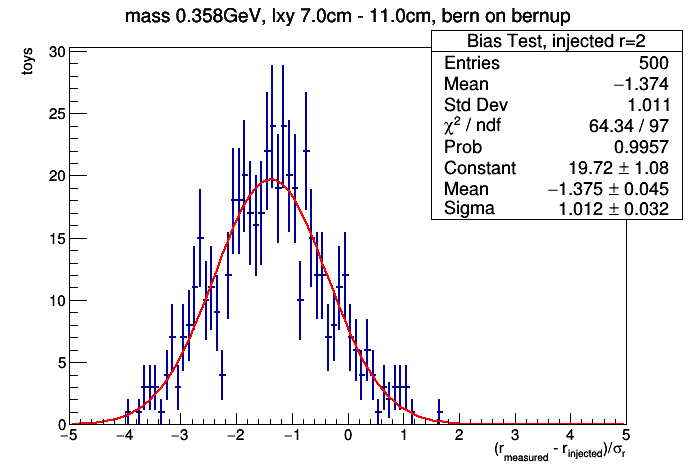 mass 0.358GeV, lxy 7.0cm - 11.0cm, bern on bernup
Bias Test, injected r=2
Entries 500
Mean −1.374
Std Dev 1.011
χ² / ndf 64.34 / 97
Prob 0.9957
Constant 19.72 ± 1.08
Mean −1.375 ± 0.045
Sigma 1.012 ± 0.032
toys
30
25
20
15
10
5
0
−5 −4 −3 −2 −1 0 1 2 3 4 5
(r_measured - r_injected)/σ_r